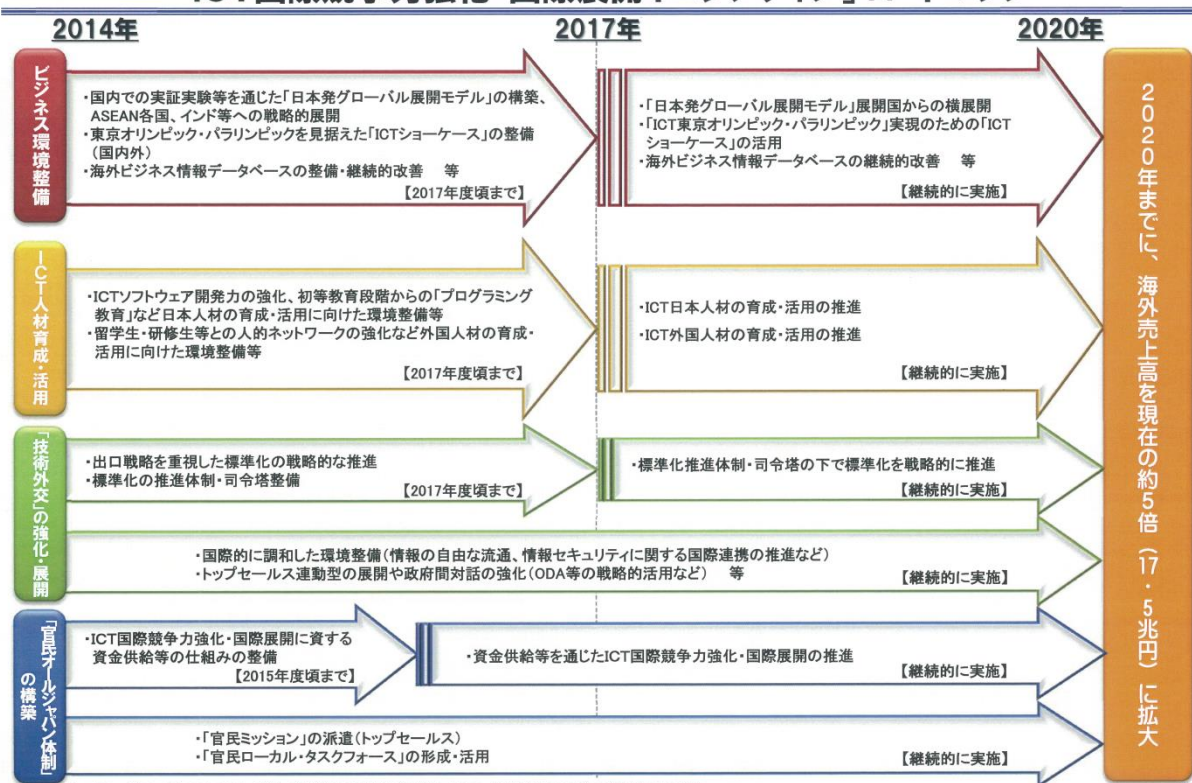 2014年
2017年
2020年
ビジネス環境整備
・国内での実証実験等を通じた「日本発グローバル展開モデル」の構築、
ASEAN各国、インド等への戦略的展開
・東京オリンピック・パラリンピックを見据えた「ICTショーケース」の整備
(国内外)
・海外ビジネス情報データベースの整備・継続的改善　等
【2017年度頃まで】
・「日本発グローバル展開モデル」展開国からの横展開
・「ICT東京オリンピック・パラリンピック」実現のための「ICT
ショーケース」の活用
・海外ビジネス情報データベースの継続的改善　等
【継続的に実施】
ICT人材育成・活用
・ICTソフトウェア開発力の強化、初等教育段階からの「プログラミング
教育」など日本人材の育成・活用に向けた環境整備等
・留学生・研修生等との人的ネットワークの強化など外国人材の育成・
活用に向けた環境整備等
【2017年度頃まで】
・ICT日本人材の育成・活用の推進
・ICT外国人材の育成・活用の推進
【継続的に実施】
「技術外交」の強化・展開
・出口戦略を重視した標準化の戦略的な推進
・標準化の推進体制・司令塔整備
【2017年度頃まで】
・標準化推進体制・司令塔の下で標準化を戦略的に推進
【継続的に実施】
・国際的に調和した環境整備(情報の自由な流通、情報セキュリティに関する国際連携の推進など)
・トップセールス連動型の展開や政府間対話の強化(ODA等の戦略的活用など)　等
【継続的に実施】
「官民オールジャパン体制」
の構築
・ICT国際競争力強化・国際展開に資する
資金供給等の仕組みの整備
【2015年度頃まで】
・資金供給等を通じたICT国際競争力強化・国際展開の推進
【継続的に実施】
・「官民ミッション」の派遣(トップセールス)
・「官民ローカル・タスクフォース」の形成・活用
【継続的に実施】
2020年までに、海外売上高を現在の約5倍(17・5兆円)に拡大